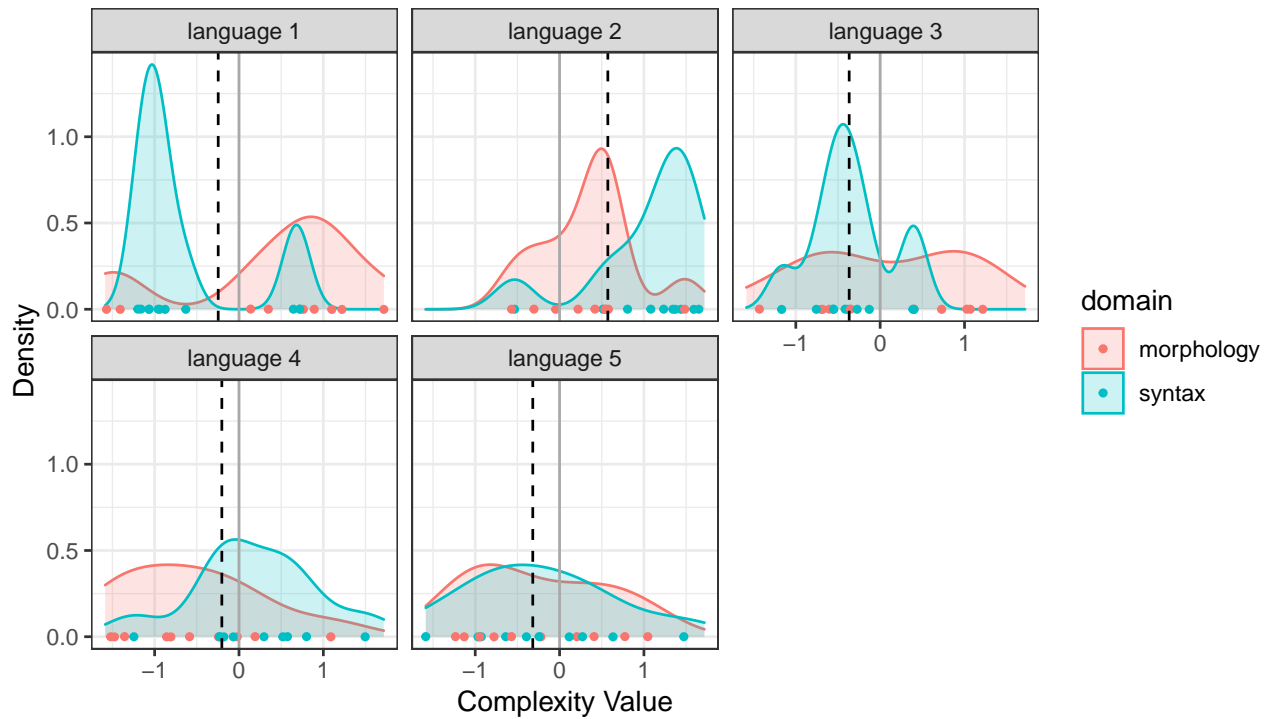 language 1
language 2
language 3
1.0
0.5
0.0
−1
0
1
language 4
language 5
1.0
0.5
0.0
−1
0
1
−1
0
1
Density
Complexity Value
domain
morphology
syntax